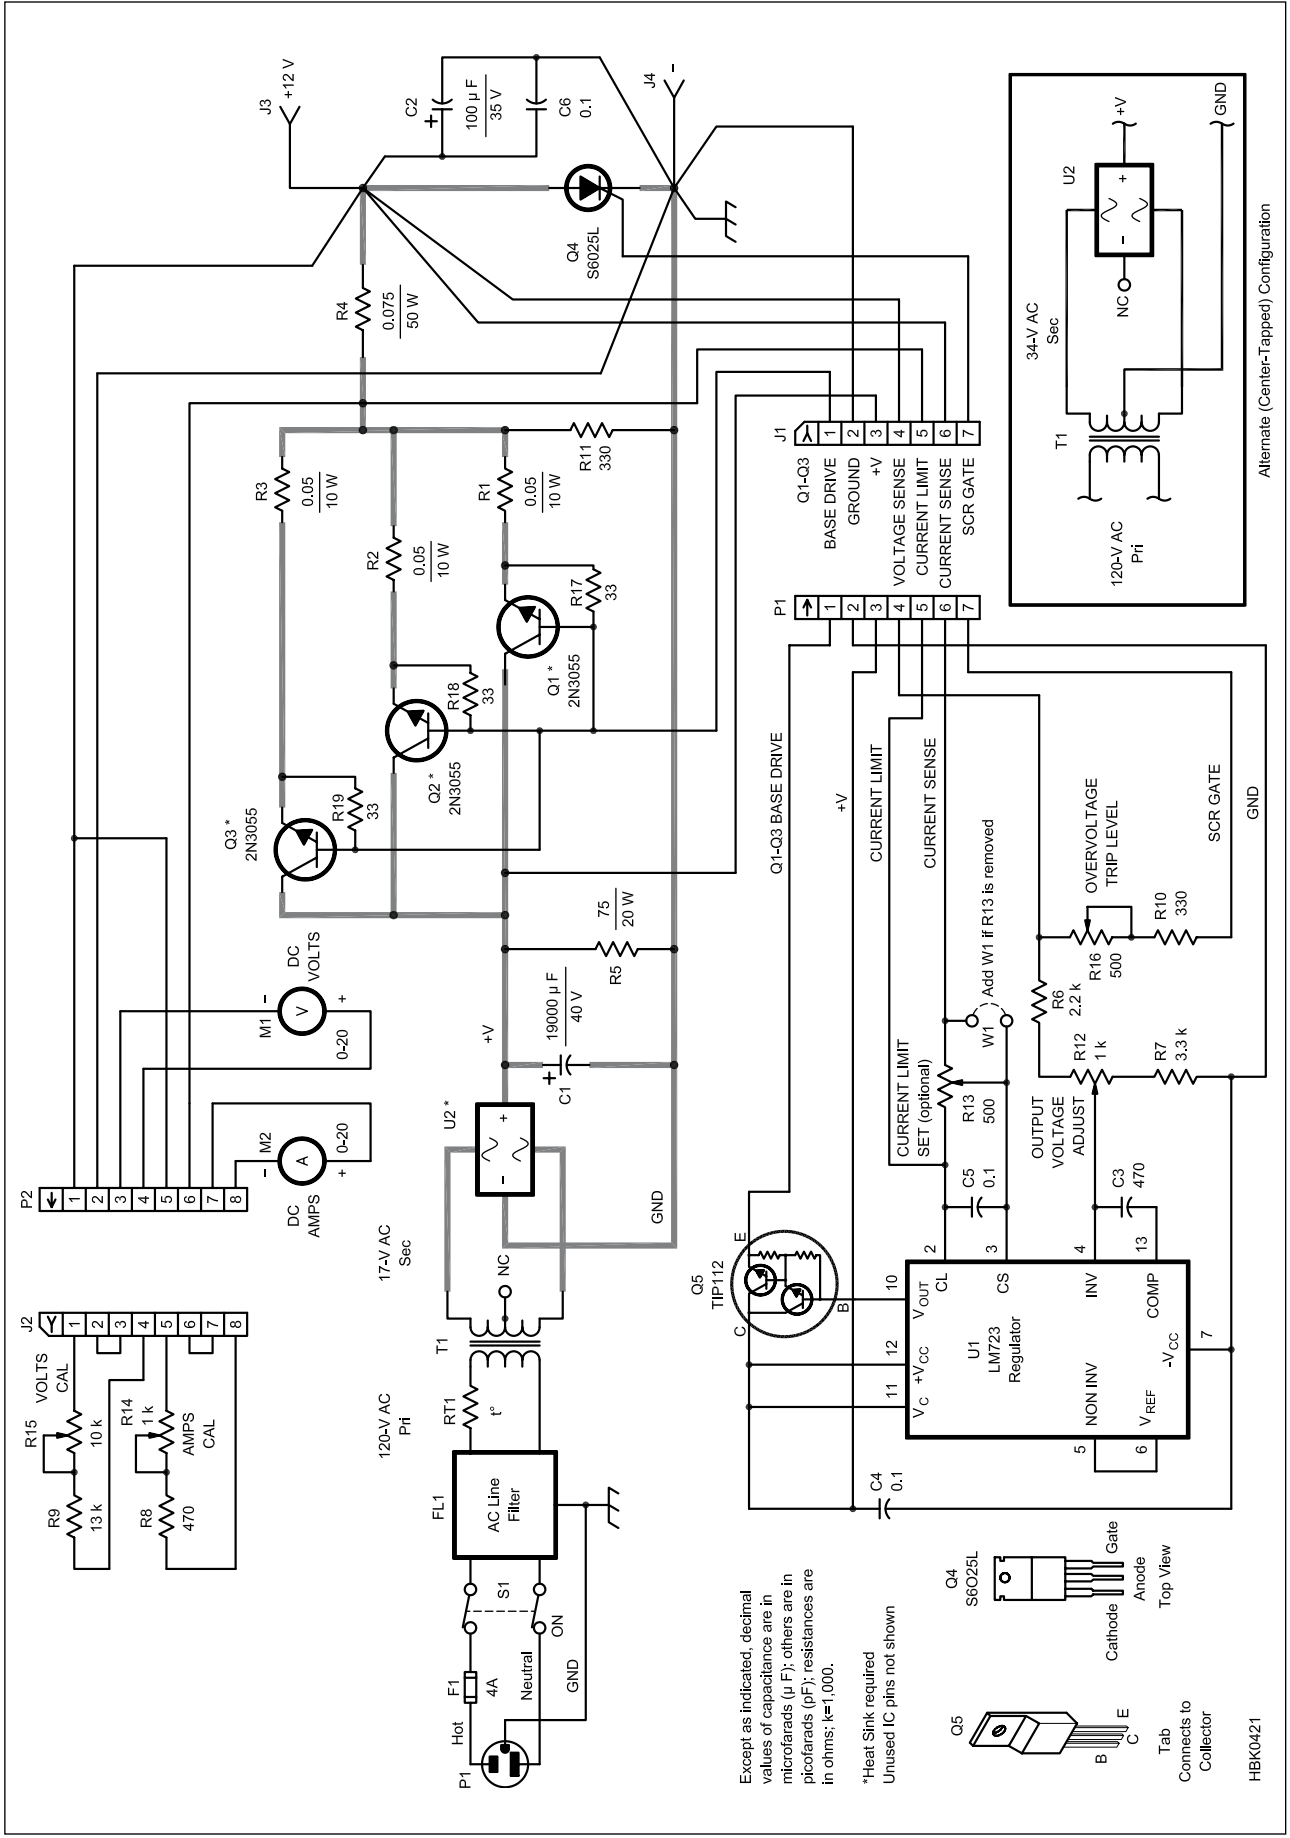 P1
Hot
F1
4A
Neutral
GND
S1
ON
FL1
AC Line
Filter
120-V AC
Pri
RT1
t°
T1
17-V AC
Sec
NC
U2 *
+
−
GND
+V
C1
+
19000 µ F
40 V
R5
75
20 W
Q3 *
2N3055
R19
33
Q2 *
2N3055
R18
33
Q1 *
2N3055
R17
33
R3
0.05
10 W
R2
0.05
10 W
R1
0.05
10 W
R11
330
R4
0.075
50 W
Q4
S6025L
J3
+12 V
C2
+
100 µ F
35 V
C6
0.1
J4
-
J2
1
2
3
4
5
6
7
8
R15
VOLTS
CAL
10 k
R9
13 k
R14
1 k
AMPS
CAL
R8
470
P2
1
2
3
4
5
6
7
8
DC
AMPS
M2
−
A
+
0-20
DC
VOLTS
M1
−
V
+
0-20
J1
Q1-Q3
BASE DRIVE
1
GROUND
2
+V
3
VOLTAGE SENSE
4
CURRENT LIMIT
5
CURRENT SENSE
6
SCR GATE
7
P1
1
2
3
4
5
6
7
Q1-Q3 BASE DRIVE
+V
CURRENT LIMIT
CURRENT SENSE
SCR GATE
GND
Q5
TIP112
C
E
B
CURRENT LIMIT
SET (optional)
R13
500
W1
Add W1 if R13 is removed
C5
0.1
OUTPUT
VOLTAGE
ADJUST
R6
2.2 k
R12
1 k
R7
3.3 k
R16
500
OVERVOLTAGE
TRIP LEVEL
R10
330
C3
470
C4
0.1
11
12
10
2
3
4
13
5
6
7
VC
+VCC
VOUT
CL
CS
INV
COMP
U1
LM723
Regulator
NON INV
VREF
-VCC
120-V AC
Pri
T1
34-V AC
Sec
NC
−
+
U2
+V
GND
Alternate (Center-Tapped) Configuration
Except as indicated, decimal
values of capacitance are in
microfarads (µ F); others are in
picofarads (pF); resistances are
in ohms; k=1,000.
*Heat Sink required
Unused IC pins not shown
Q5
B
C
E
Tab
Connects to
Collector
Q4
S6O25L
Cathode
Anode
Gate
Top View
HBK0421